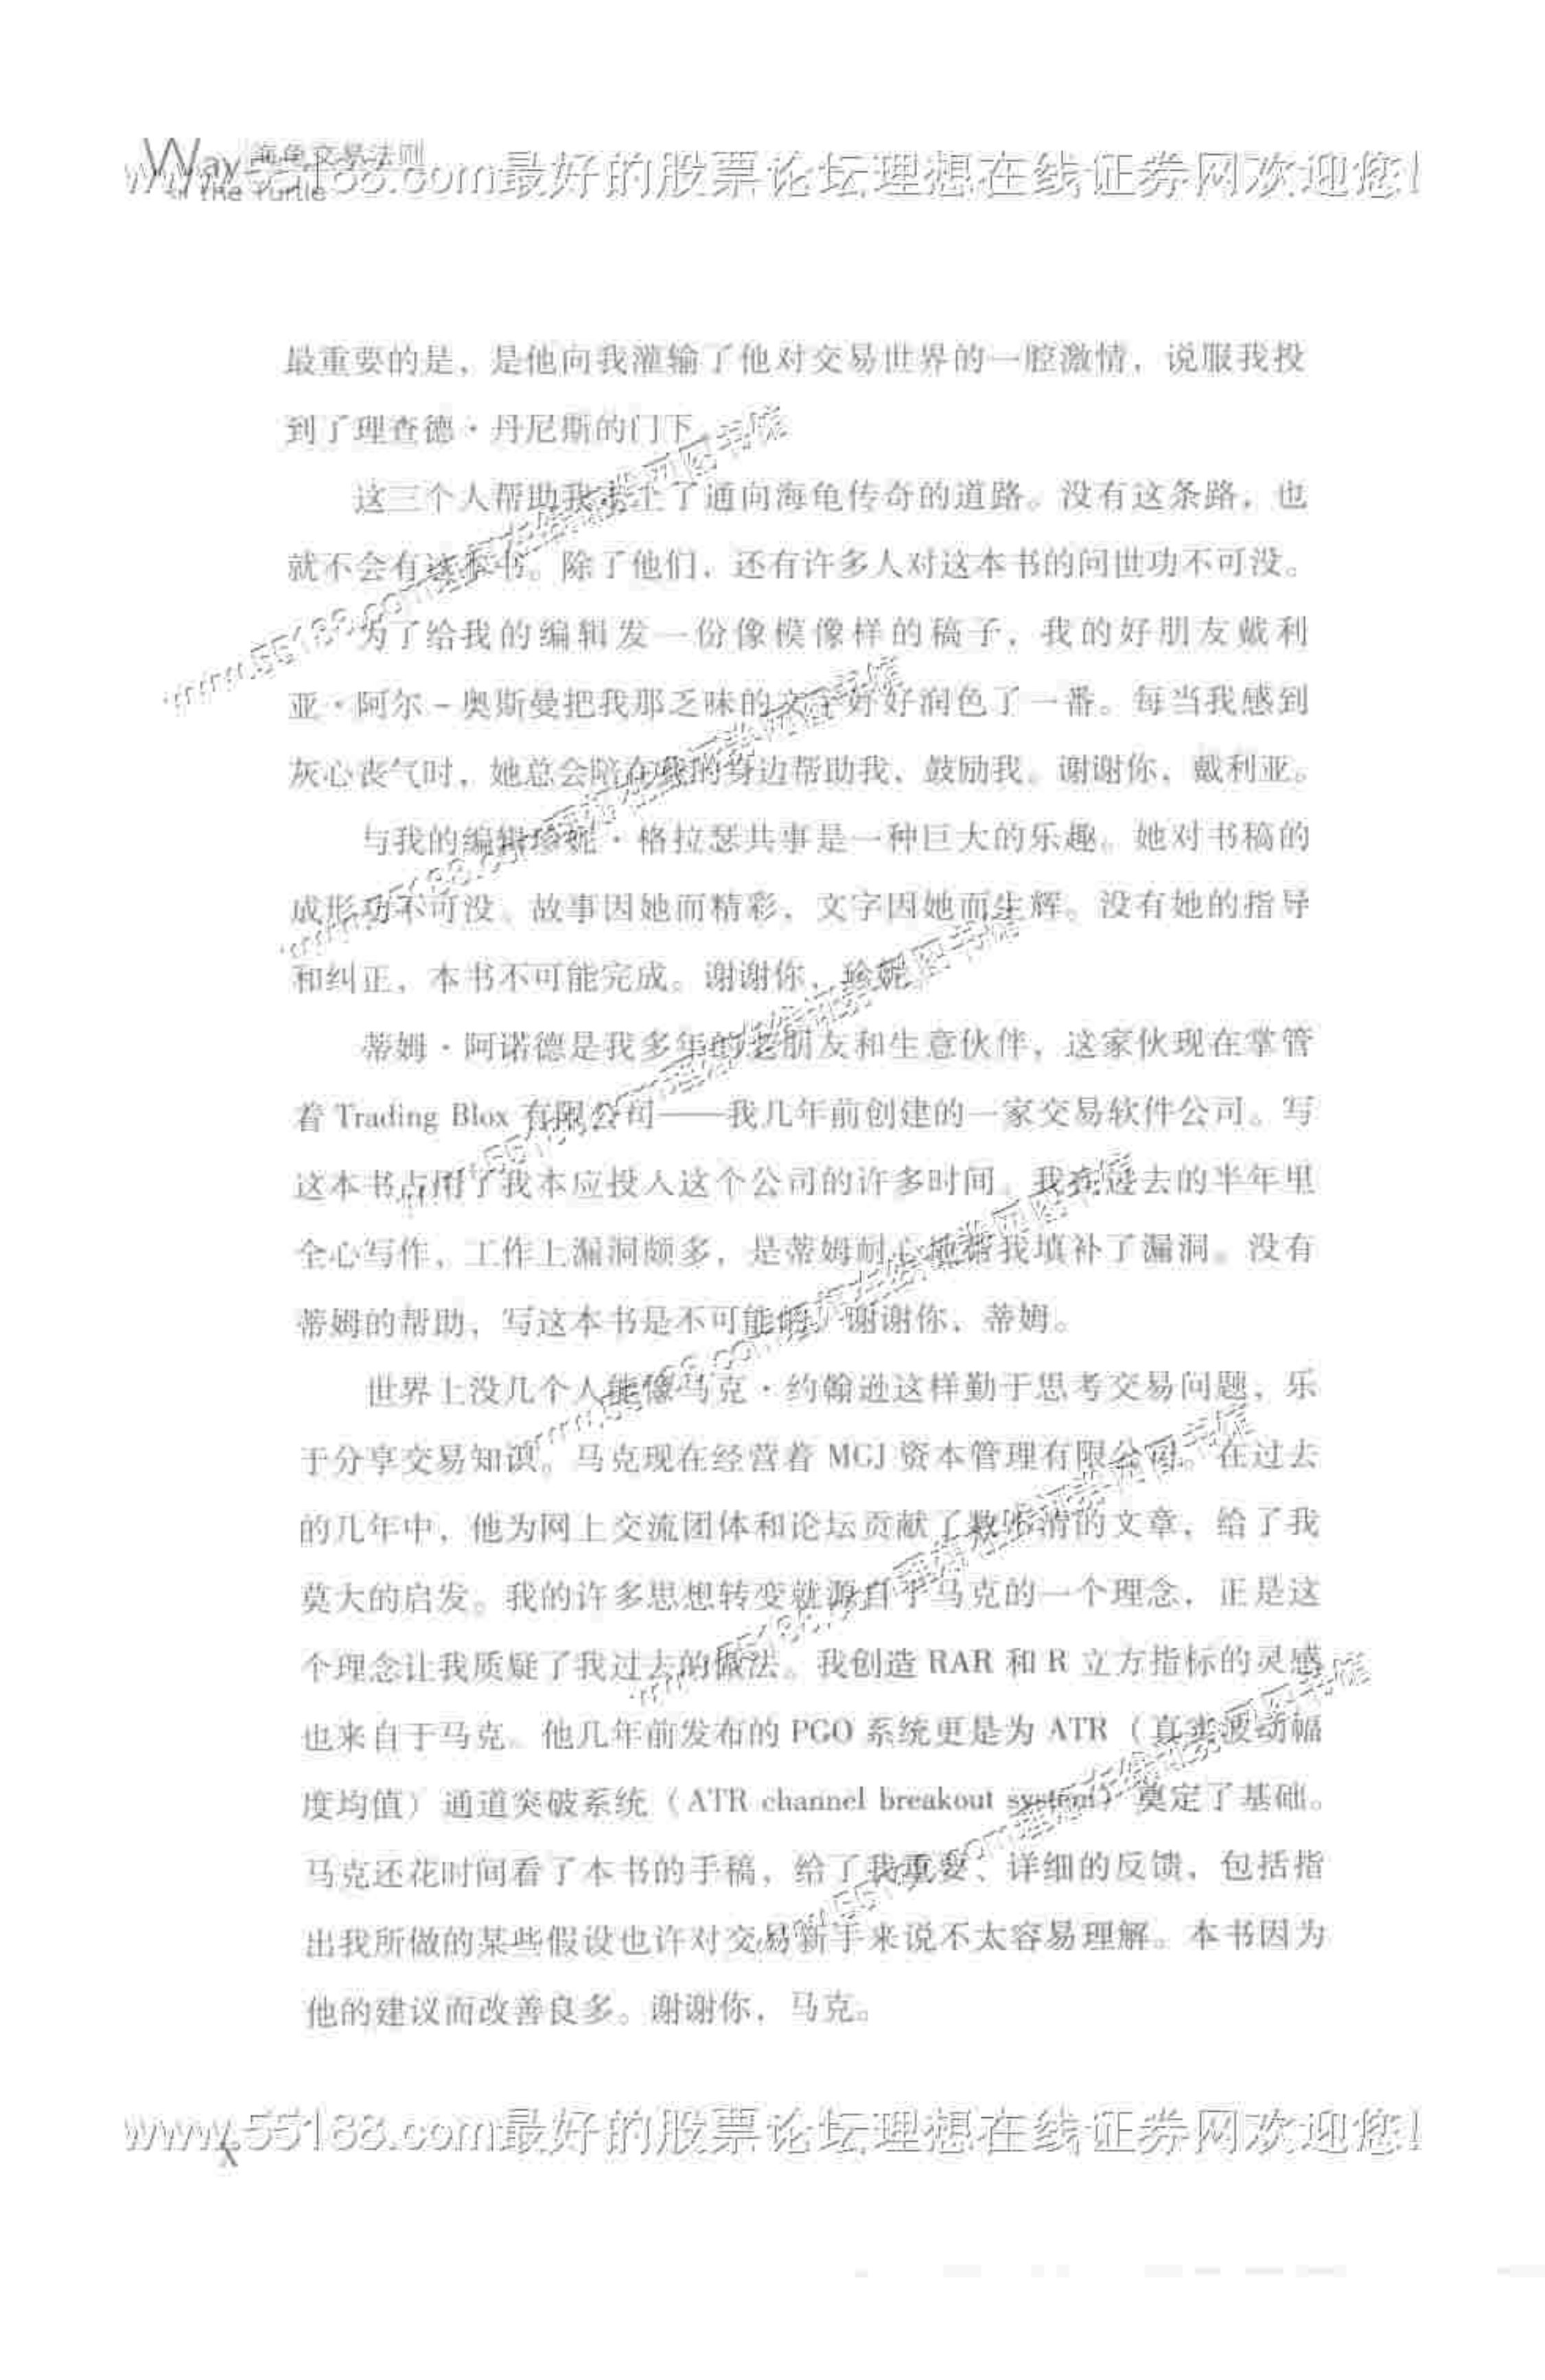 Way 海龟交易法则
of the Turtle
www.55188.com最好的股票论坛理想在线证券网欢迎您!
最重要的是，是他向我灌输了他对交易世界的一腔激情，说服我投
到了理查德·丹尼斯的门下。
这三个人帮助我走上了通向海龟传奇的道路。没有这条路，也
就不会有这本书。除了他们，还有许多人对这本书的问世功不可没。
为了给我的编辑发一份像模像样的稿子，我的好朋友戴利
亚·阿尔－奥斯曼把我那乏味的文字好好润色了一番。每当我感到
灰心丧气时，她总会陪在我的身边帮助我，鼓励我。谢谢你，戴利亚。
与我的编辑珍妮·格拉瑟共事是一种巨大的乐趣。她对书稿的
成形功不可没。故事因她而精彩，文字因她而生辉。没有她的指导
和纠正，本书不可能完成。谢谢你，珍妮。
蒂姆·阿诺德是我多年的老朋友和生意伙伴，这家伙现在掌管
着 Trading Blox 有限公司——我几年前创建的一家交易软件公司。写
这本书占用了我本应投入这个公司的许多时间。我在过去的半年里
全心写作，工作上漏洞颇多，是蒂姆耐心地帮我填补了漏洞。没有
蒂姆的帮助，写这本书是不可能的。谢谢你，蒂姆。
世界上没几个人能像马克·约翰逊这样勤于思考交易问题，乐
于分享交易知识。马克现在经营着 MGJ 资本管理有限公司。在过去
的几年中，他为网上交流团体和论坛贡献了数不清的文章，给了我
莫大的启发。我的许多思想转变就源自于马克的一个理念，正是这
个理念让我质疑了我过去的做法。我创造 RAR 和 R 立方指标的灵感
也来自于马克。他几年前发布的 PGO 系统更是为 ATR（真实波动幅
度均值）通道突破系统（ATR channel breakout system）奠定了基础。
马克还花时间看了本书的手稿，给了我重要、详细的反馈，包括指
出我所做的某些假设也许对交易新手来说不太容易理解。本书因为
他的建议而改善良多。谢谢你，马克。
www.55188.com最好的股票论坛理想在线证券网欢迎您!
X